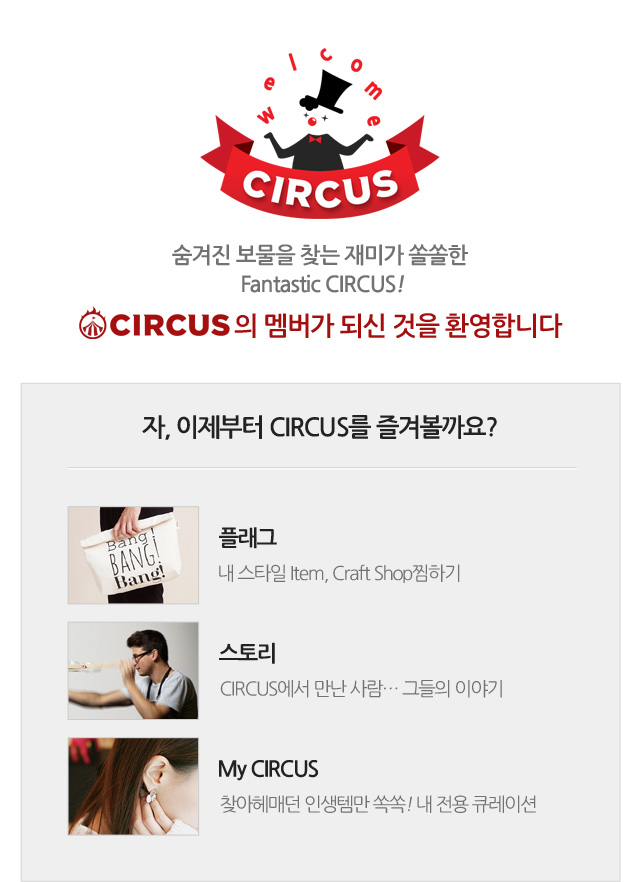 welcome
CIRCUS
숨겨진 보물을 찾는 재미가 쏠쏠한
Fantastic CIRCUS!
CIRCUS의 멤버가 되신 것을 환영합니다
자, 이제부터 CIRCUS를 즐겨볼까요?
Bang!
BANG!
Bang!
플래그
내 스타일 Item, Craft Shop찜하기
스토리
CIRCUS에서 만난 사람··· 그들의 이야기
My CIRCUS
찾아헤매던 인생템만 쏙쏙! 내 전용 큐레이션